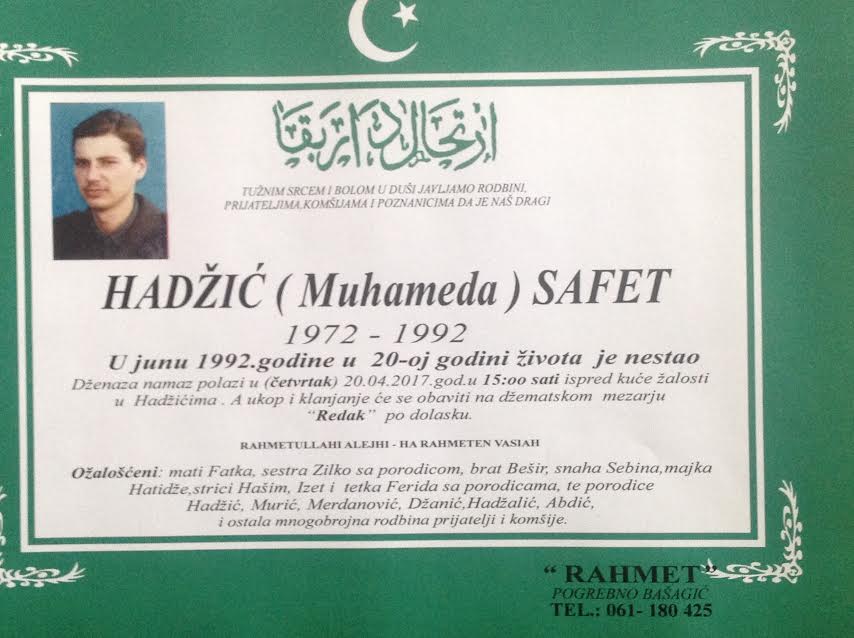 ارتحال دار بقا
TUŽNIM SRCEM I BOLOM U DUŠI JAVLJAMO RODBINI,
PRIJATELJIMA,KOMŠIJAMA I POZNANICIMA DA JE NAŠ DRAGI
HADŽIĆ ( Muhameda ) SAFET
1972 - 1992
U junu 1992.godine u 20-oj godini života je nestao
Dženaza namaz polazi u (četvrtak) 20.04.2017.god.u 15:oo sati ispred kuće žalosti
u Hadžićima . A ukop i klanjanje će se obaviti na džematskom mezarju
“Redak” po dolasku.
RAHMETULLAHI ALEJHI - HA RAHMETEN VASIAH
Ožalošćeni: mati Fatka, sestra Zilko sa porodicom, brat Bešir, snaha Sebina,majka
Hatidže,strici Hašim, Izet i tetka Ferida sa porodicama, te porodice
Hadžić, Murić, Merdanović, Džanić,Hadžalić, Abdić,
i ostala mnogobrojna rodbina prijatelji i komšije.
“ RAHMET”
POGREBNO BAŠAGIĆ
TEL.: 061- 180 425